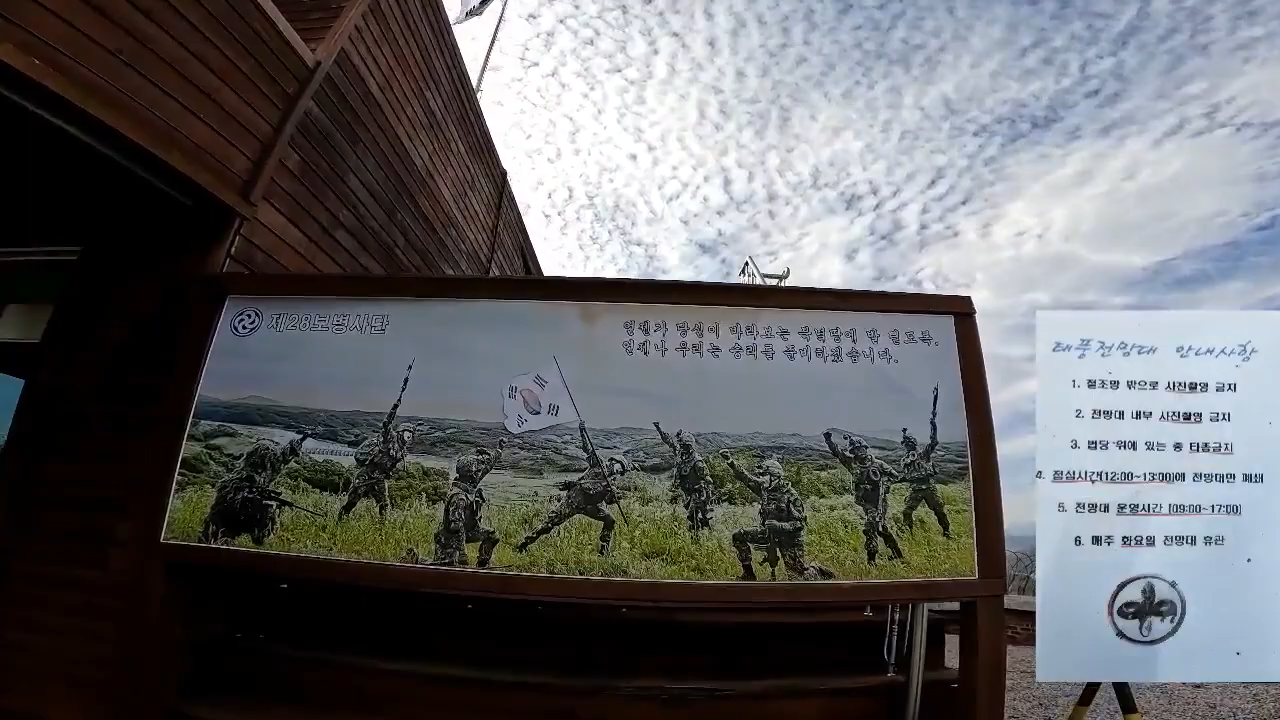 제28보병사단
언젠가 당신이 바라보는 북녘땅에 발 딛도록,
언제나 우리는 승리를 준비하겠습니다.
태풍전망대 안내사항
1. 철조망 밖으로 사진촬영 금지
2. 전망대 내부 사진촬영 금지
3. 법당 위에 있는 종 타종금지
4. 점심시간(12:00~13:00)에 전망대만 폐쇄
5. 전망대 운영시간 [09:00~17:00]
6. 매주 화요일 전망대 휴관